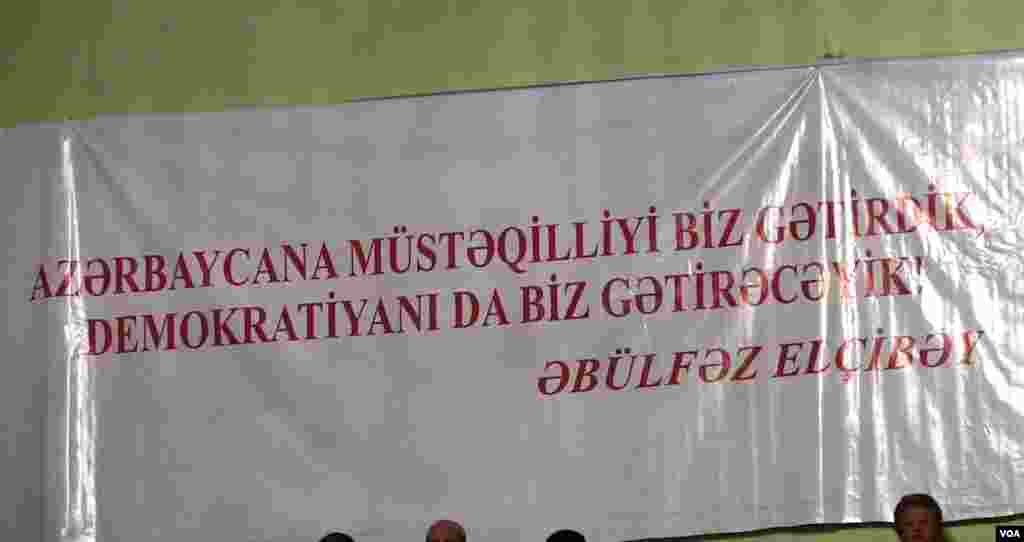 AZƏRBAYCANA MÜSTƏQİLLİYİ BİZ GƏTİRDİK,
DEMOKRATİYANI DA BİZ GƏTİRƏCƏYİK!
ƏBÜLFƏZ ELÇİBƏY
VOA